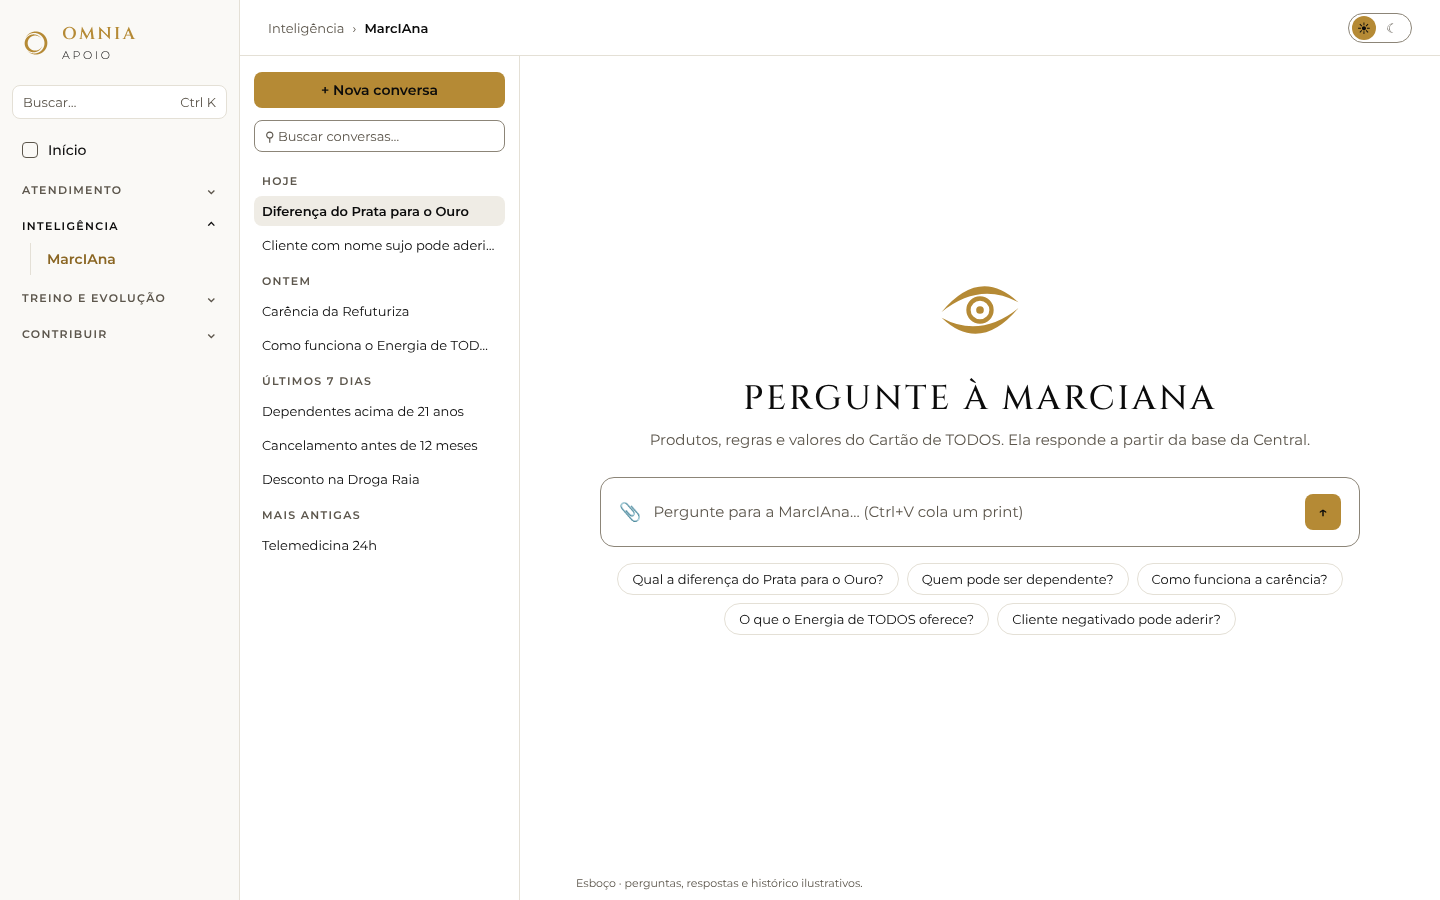 OMNIA
APOIO
Buscar... Ctrl K
Início
ATENDIMENTO
INTELIGÊNCIA
MarcIAna
TREINO E EVOLUÇÃO
CONTRIBUIR
Inteligência › MarcIAna
+ Nova conversa
Buscar conversas...
HOJE
Diferença do Prata para o Ouro
Cliente com nome sujo pode aderi...
ONTEM
Carência da Refuturiza
Como funciona o Energia de TOD...
ÚLTIMOS 7 DIAS
Dependentes acima de 21 anos
Cancelamento antes de 12 meses
Desconto na Droga Raia
MAIS ANTIGAS
Telemedicina 24h
PERGUNTE À MARCIANA
Produtos, regras e valores do Cartão de TODOS. Ela responde a partir da base da Central.
Pergunte para a MarcIAna... (Ctrl+V cola um print)
Qual a diferença do Prata para o Ouro? Quem pode ser dependente? Como funciona a carência?
O que o Energia de TODOS oferece? Cliente negativado pode aderir?
Esboço · perguntas, respostas e histórico ilustrativos.